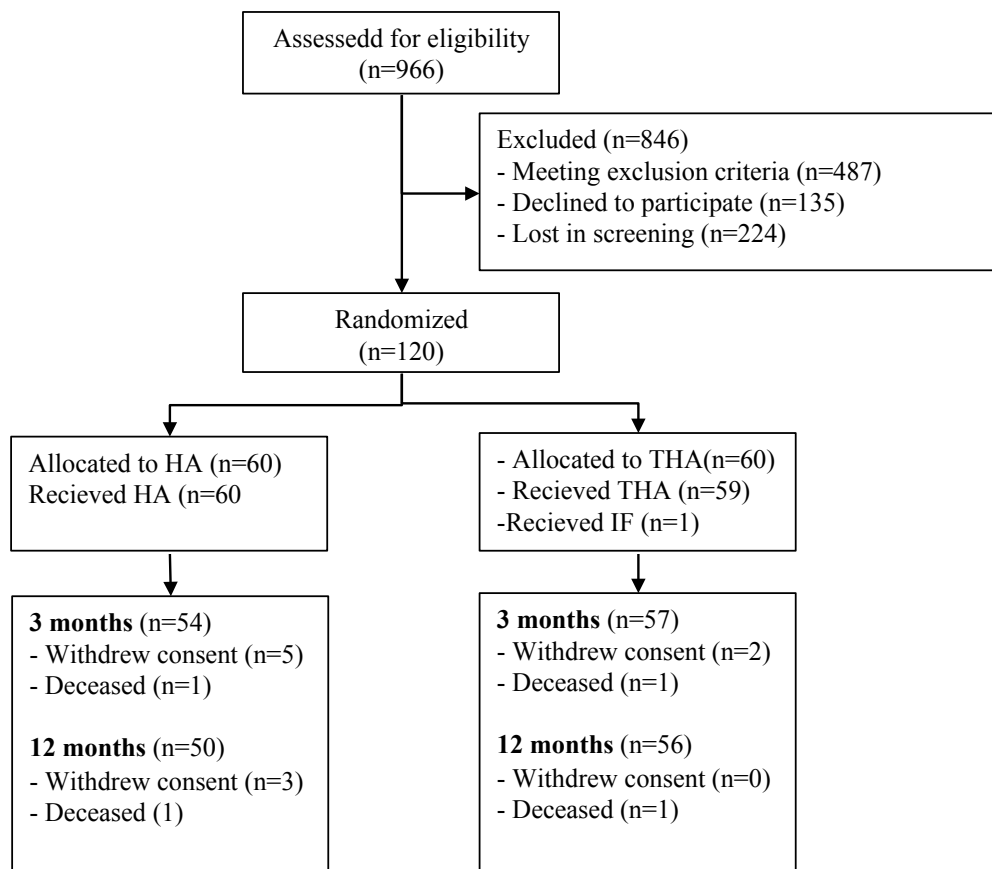 Assessedd for eligibility
(n=966)
Excluded (n=846)
- Meeting exclusion criteria (n=487)
- Declined to participate (n=135)
- Lost in screening (n=224)
Randomized
(n=120)
Allocated to HA (n=60)
Recieved HA (n=60
- Allocated to THA(n=60)
- Recieved THA (n=59)
-Recieved IF (n=1)
3 months (n=54)
- Withdrew consent (n=5)
- Deceased (n=1)
12 months (n=50)
- Withdrew consent (n=3)
- Deceased (1)
3 months (n=57)
- Withdrew consent (n=2)
- Deceased (n=1)
12 months (n=56)
- Withdrew consent (n=0)
- Deceased (n=1)